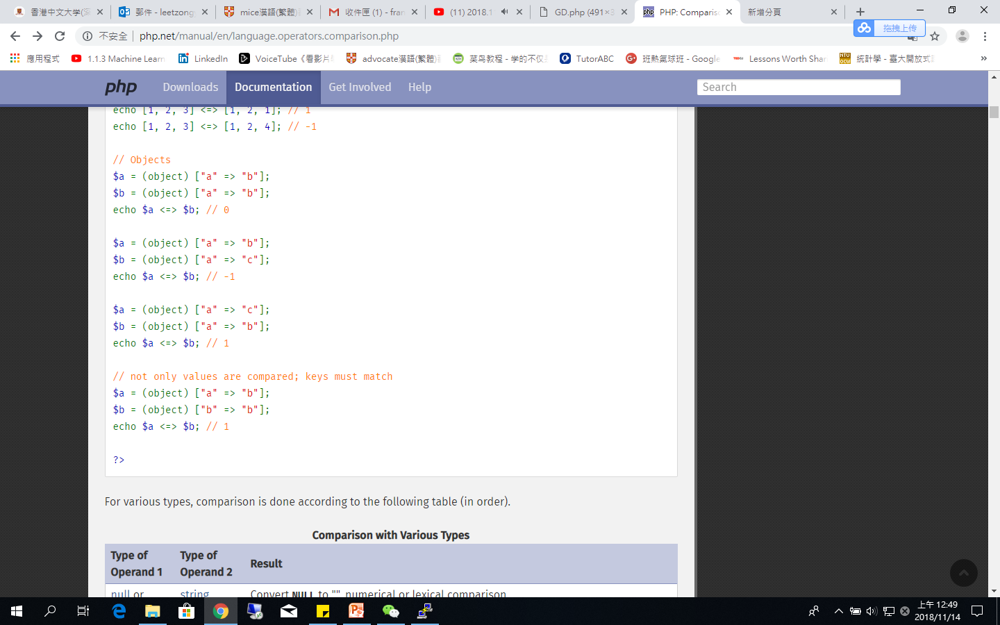 香港中文大學(深
郵件 - leetzong
mice漢語(繁體)
收件匣 (1) - fran
(11) 2018.1
GD.php (491×3
PHP: Comparis
新增分頁
不安全
php.net/manual/en/language.operators.comparison.php
拖拽上传
應用程式
1.1.3 Machine Learn
LinkedIn
VoiceTube《看影片
advocate漢語(繁體)
菜鸟教程 - 学的不仅
TutorABC
班熱氣球班 - Google
Lessons Worth Shar
NTU OCW
統計學 - 臺大開放式
»
php
Downloads
Documentation
Get Involved
Help
Search
echo [1, 2, 3] <=> [1, 2, 1]; // 1
echo [1, 2, 3] <=> [1, 2, 4]; // -1
// Objects
$a = (object) ["a" => "b"];
$b = (object) ["a" => "b"];
echo $a <=> $b; // 0
$a = (object) ["a" => "b"];
$b = (object) ["a" => "c"];
echo $a <=> $b; // -1
$a = (object) ["a" => "c"];
$b = (object) ["a" => "b"];
echo $a <=> $b; // 1
// not only values are compared; keys must match
$a = (object) ["a" => "b"];
$b = (object) ["b" => "b"];
echo $a <=> $b; // 1
?>
For various types, comparison is done according to the following table (in order).
Comparison with Various Types
Type of Operand 1
Type of Operand 2
Result
null or
string
Convert NULL to "", numerical or lexical comparison
上午 12:49
2018/11/14